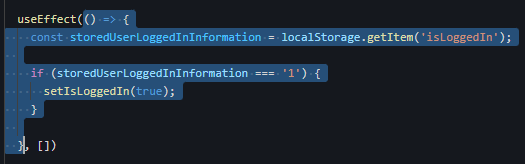 useEffect(() => {
const storedUserLoggedInInformation = localStorage.getItem('isLoggedIn');
if (storedUserLoggedInInformation === '1') {
setIsLoggedIn(true);
}
}, [])